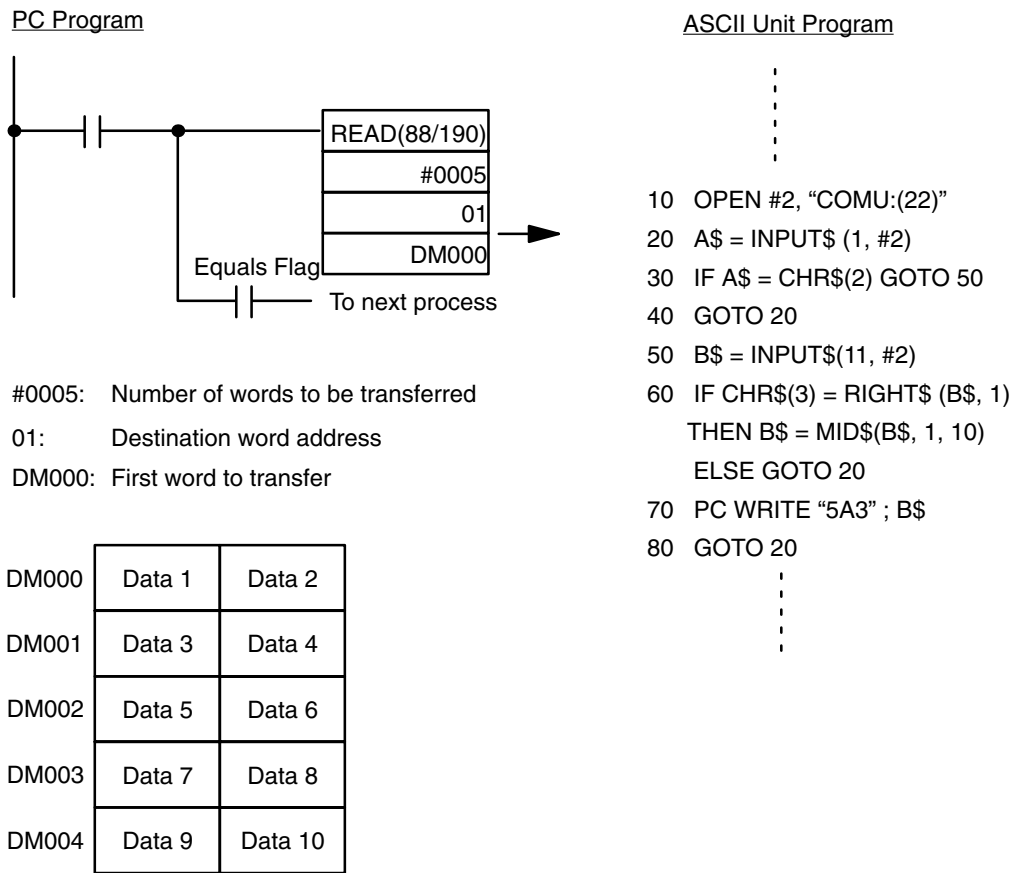 PC Program
READ(88/190)
#0005
01
DM000
Equals Flag
To next process
#0005: Number of words to be transferred
01: Destination word address
DM000: First word to transfer
DM000 Data 1 Data 2
DM001 Data 3 Data 4
DM002 Data 5 Data 6
DM003 Data 7 Data 8
DM004 Data 9 Data 10
ASCII Unit Program
10 OPEN #2, “COMU:(22)”
20 A$ = INPUT$ (1, #2)
30 IF A$ = CHR$(2) GOTO 50
40 GOTO 20
50 B$ = INPUT$(11, #2)
60 IF CHR$(3) = RIGHT$ (B$, 1)
THEN B$ = MID$(B$, 1, 10)
ELSE GOTO 20
70 PC WRITE “5A3” ; B$
80 GOTO 20